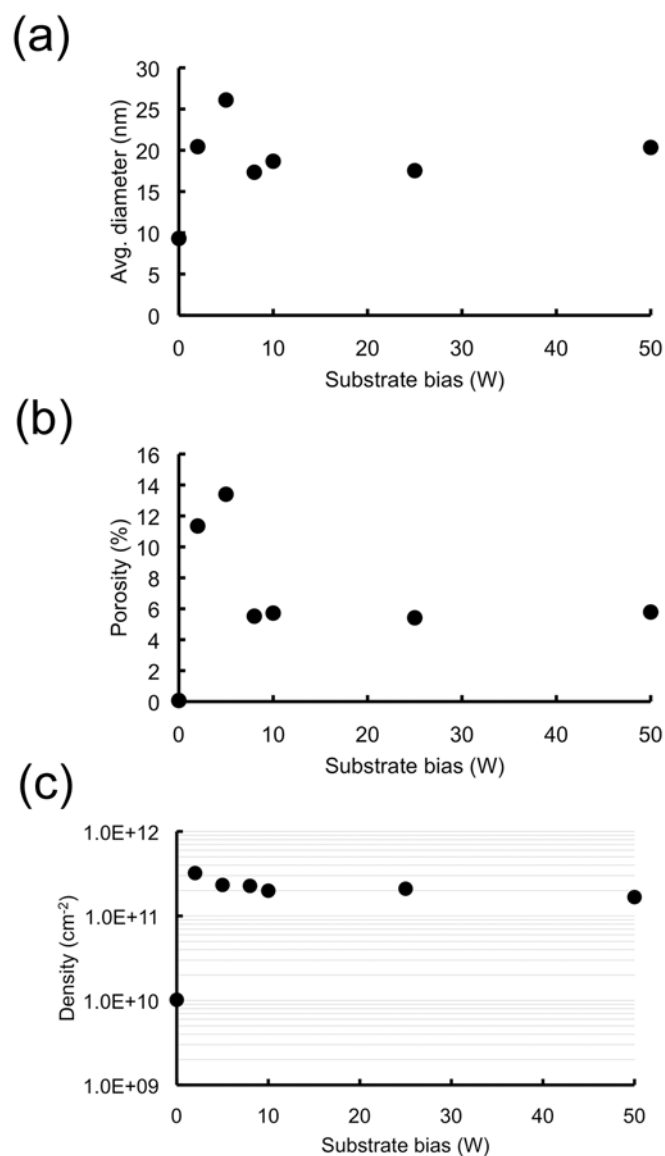 (a)
Avg. diameter (nm)
30
25
20
15
10
5
0
0 10 20 30 40 50
Substrate bias (W)
(b)
Porosity (%)
16
14
12
10
8
6
4
2
0
0 10 20 30 40 50
Substrate bias (W)
(c)
Density (cm⁻²)
1.0E+12
1.0E+11
1.0E+10
1.0E+09
0 10 20 30 40 50
Substrate bias (W)